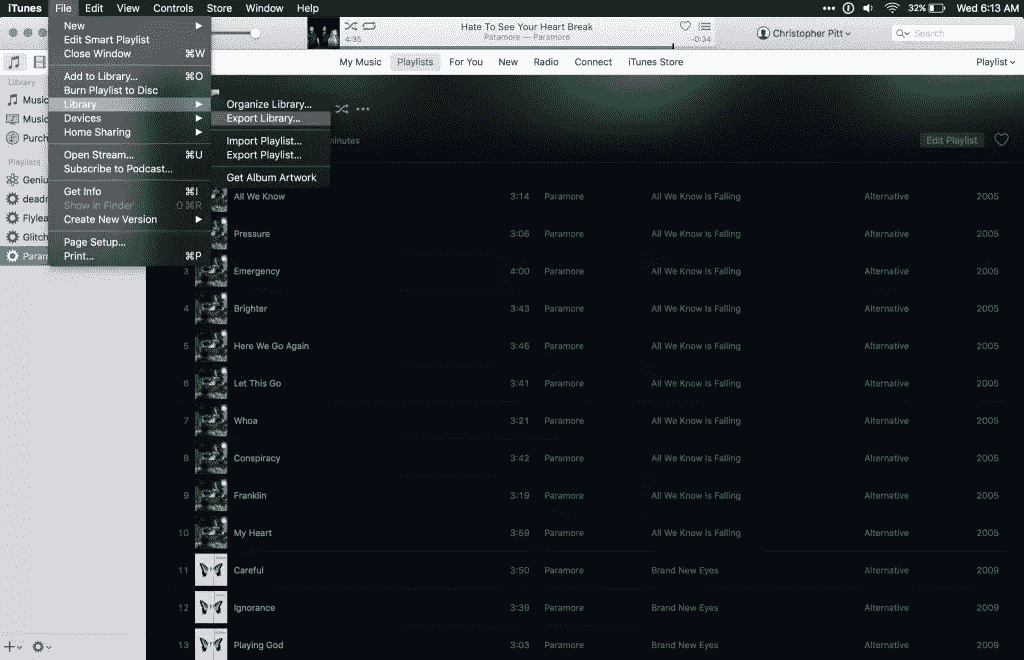 iTunes File Edit View Controls Store Window Help 32% Wed 6:13 AM
Hate To See Your Heart Break
Paramore — Paramore
4:35 -0:34
Christopher Pitt
Search
My Music Playlists For You New Radio Connect iTunes Store Playlist
New
Edit Smart Playlist
Close Window ⌘W
Add to Library... ⌘O
Burn Playlist to Disc
Library
Devices
Home Sharing
Open Stream... ⌘U
Subscribe to Podcast...
Get Info ⌘I
Show in Finder ⇧⌘R
Create New Version
Page Setup...
Print... ⌘P
Organize Library...
Export Library...
Import Playlist...
Export Playlist...
Get Album Artwork
Library
Music
Music
Purch
Playlists
Geniu
deadr
Flylea
Glitch
Param
minutes
Edit Playlist
All We Know 3:14 Paramore All We Know Is Falling Alternative 2005
Pressure 3:06 Paramore All We Know Is Falling Alternative 2005
3 Emergency 4:00 Paramore All We Know Is Falling Alternative 2005
4 Brighter 3:43 Paramore All We Know Is Falling Alternative 2005
5 Here We Go Again 3:46 Paramore All We Know Is Falling Alternative 2005
6 Let This Go 3:41 Paramore All We Know Is Falling Alternative 2005
7 Whoa 3:21 Paramore All We Know Is Falling Alternative 2005
8 Conspiracy 3:42 Paramore All We Know Is Falling Alternative 2005
9 Franklin 3:19 Paramore All We Know Is Falling Alternative 2005
10 My Heart 3:59 Paramore All We Know Is Falling Alternative 2005
11 Careful 3:50 Paramore Brand New Eyes Alternative 2009
12 Ignorance 3:39 Paramore Brand New Eyes Alternative 2009
13 Playing God 3:03 Paramore Brand New Eyes Alternative 2009